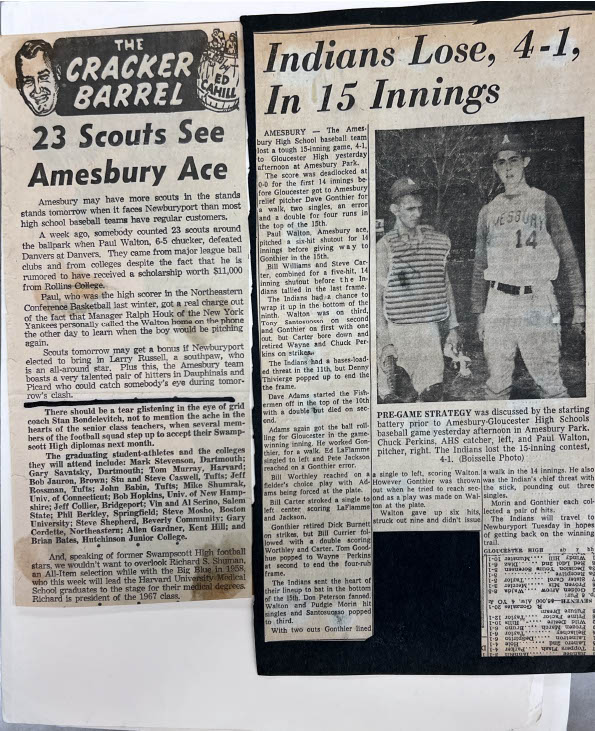 THE
CRACKER
BARREL
ED
CAHILL
23 Scouts See
Amesbury Ace
Amesbury may have more scouts in the stands
stands tomorrow when it faces Newburyport than most
high school baseball teams have regular customers.
A week ago, somebody counted 23 scouts around
the ballpark when Paul Walton, 6-5 chucker, defeated
Danvers at Danvers. They came from major league ball
clubs and from colleges despite the fact that he is
rumored to have received a scholarship worth $11,000
from Rollins College.
Paul, who was the high scorer in the Northeastern
Conference Basketball last winter, got a real charge out
of the fact that Manager Ralph Houk of the New York
Yankees personally called the Walton home on the phone
the other day to learn when the boy would be pitching
again.
Scouts tomorrow may get a bonus if Newburyport
elected to bring in Larry Russell, a southpaw, who
is an all-around star. Plus this, the Amesbury team
boasts a very talented pair of hitters in Dauphinais and
Picard who could catch somebody's eye during tomor-
row's clash.
There should be a tear glistening in the eye of grid
coach Stan Bondelevitch, not to mention the ache in the
hearts of the senior class teachers, when several mem-
bers of the football squad step up to accept their Swamp-
scott High diplomas next month.
The graduating student-athletes and the colleges
they will attend include: Mark Stevenson, Dartmouth;
Gary Savatsky, Dartmouth; Tom Murray, Harvard;
Bob Jauron, Brown; Stu and Steve Caswell, Tufts; Jeff
Rossman, Tufts; John Babin, Tufts; Mike Shumrak,
Univ. of Connecticut; Bob Hopkins, Univ. of New Hamp-
shire; Jeff Collier, Bridgeport; Vin and Al Serino, Salem
State; Phil Berkley, Springfield; Steve Mosho, Boston
University; Steve Shepherd, Beverly Community; Gary
Cordette, Northeastern; Allen Gardner, Kent Hill; and
Brian Bates, Hutchinson Junior College.
And, speaking of former Swampscott High football
stars, we wouldn't want to overlook Richard S. Shuman,
an All-Item selection while with the Big Blue in 1958,
who this week will lead the Harvard University Medical
School graduates to the stage for their medical degrees.
Richard is president of the 1967 class.
Indians Lose, 4-1,
In 15 Innings
AMESBURY — The Ames-
bury High School baseball team
lost a tough 15-inning game, 4-1,
to Gloucester High yesterday
afternoon at Amesbury Park.
The score was deadlocked at
0-0 for the first 14 innings be-
fore Gloucester got to Amesbury
relief pitcher Dave Gonthier for
a walk, two singles, an error
and a double for four runs in
the top of the 15th.
Paul Walton, Amesbury ace,
pitched a six-hit shutout for 14
innings before giving way to
Gonthier in the 15th.
Bill Williams and Steve Car-
ter, combined for a five-hit, 14
inning shutout before the In-
dians tallied in the last frame.
The Indians had a chance to
wrap it up in the bottom of the
ninth. Walton was on third,
Tony Santosuosso on second
and Gonthier on first with one
out, but Carter bore down and
retired Wayne and Chuck Per-
kins on strikes.
The Indians had a bases-load-
ed threat in the 11th, but Denny
Thivierge popped up to end the
frame.
Dave Adams started the Fish-
ermen off in the top of the 10th
with a double but died on sec-
ond.
Adams again got the ball rol-
ling for Gloucester in the game-
winning inning. He worked Gon-
thier, for a walk. Ed LaFlamme
singled to left and Pete Jackson
reached on a Gonthier error.
Bill Worthley reached on a
fielder's choice play with Ad-
ams being forced at the plate.
Bill Carter stroked a single to
left center scoring LaFlamme
and Jackson.
Gonthier retired Dick Burnett
on strikes, but Bill Currier fol-
lowed with a double scoring
Worthley and Carter. Tom Good-
hue popped to Wayne Perkins
at second to end the four-run
frame.
The Indians sent the heart of
their lineup to bat in the bottom
of the 15th. Don Peterson fanned.
Walton and Pudgie Morin hit
singles and Santosuosso popped
to third.
With two outs Gonthier lined
AMESBURY
14
PRE-GAME STRATEGY was discussed by the starting
battery prior to Amesbury-Gloucester High Schools
baseball game yesterday afternoon in Amesbury Park.
Chuck Perkins, AHS catcher, left, and Paul Walton,
pitcher, right. The Indians lost the 15-inning contest,
4-1. (Boisselle Photo)
a single to left, scoring Walton.
However Gonthier was thrown
out when he tried to reach sec-
ond as a play was made on Wal-
ton at the plate.
Walton gave up six hits,
struck out nine and didn't issue
a walk in the 14 innings. He also
was the Indian's chief threat with
the stick, pounding out three
singles.
Morin and Gonthier each col-
lected a pair of hits.
The Indians will travel to
Newburyport Tuesday in hopes
of getting back on the winning
trail.
GLOUCESTER HIGH